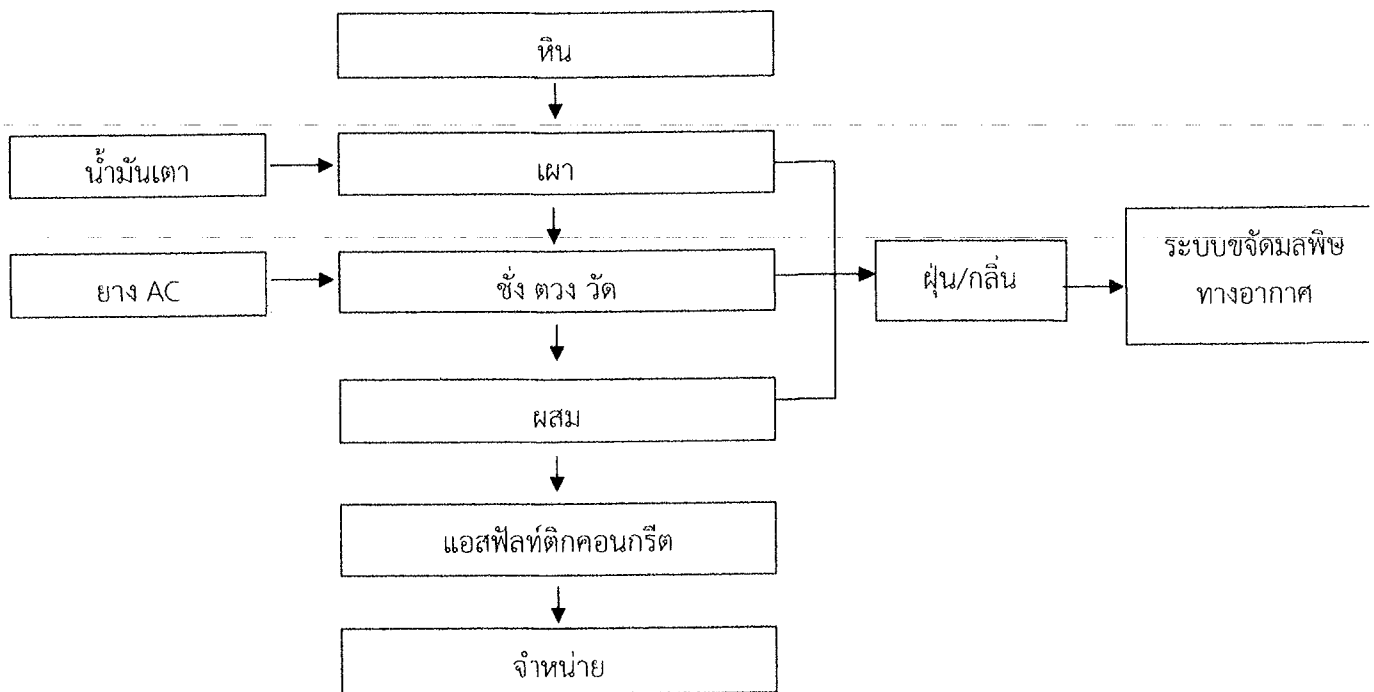 หิน
น้ำมันเตา
เผา
ยาง AC
ชั่ง ตวง วัด
ฝุ่น/กลิ่น
ระบบขจัดมลพิษ
ทางอากาศ
ผสม
แอสฟัลท์ติกคอนกรีต
จำหน่าย